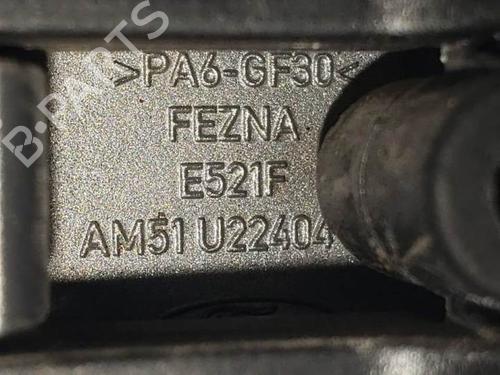 >PA6-GF30<
FEZNA
E521F
AM51 U22404
B-PARTS